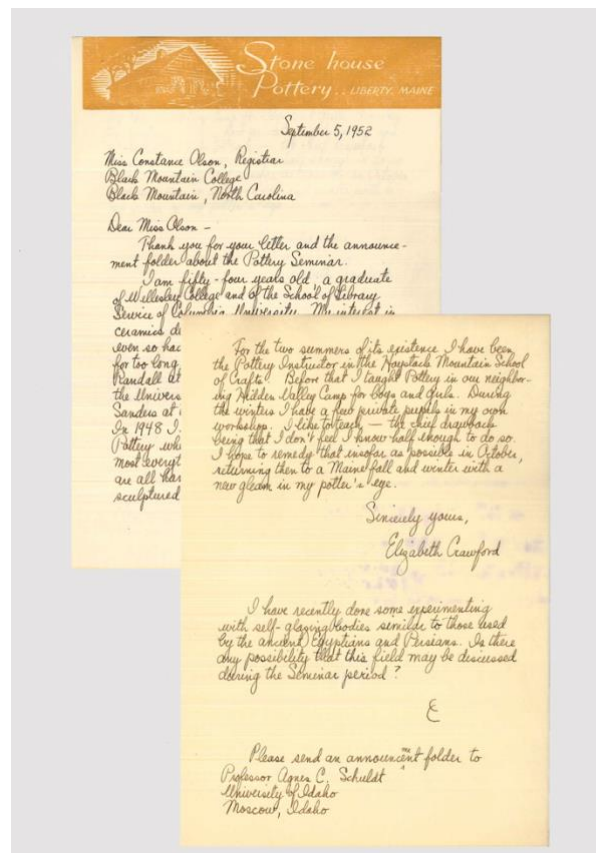 Stone house
Pottery.. LIBERTY, MAINE
September 5, 1952
Miss Constance Olson, Registrar
Black Mountain College
Black Mountain, North Carolina
Dear Miss Olson –
Thank you for your letter and the announce-
ment folder about the Pottery Seminar.
I am fifty-four years old, a graduate
of Wellesley College and of the School of Library
Service of Columbia University. My interest in
ceramics de
even so hac
for too long
Randall at
the Univers
Sanders at
In 1948 I
Pottery whe
most everyt
are all han
sculptured
For the two summers of its existence I have been
the Pottery Instructor in the Haystack Mountain School
of Crafts. Before that I taught Pottery in our neighbor-
ing Hidden Valley Camp for boys and girls. During
the winters I have a few private pupils in my own
workshop. I like to teach — the chief drawback
being that I don't feel I know half enough to do so.
I hope to remedy that insofar as possible in October,
returning then to a Maine fall and winter with a
new gleam in my potter's eye.
Sincerely yours,
Elizabeth Crawford
I have recently done some experimenting
with self-glazing bodies similar to those used
by the ancient Egyptians and Persians. Is there
any possibility that this field may be discussed
during the Seminar period?
E
Please send an announcement folder to
Professor Agnes C. Schuldt
University of Idaho
Moscow, Idaho